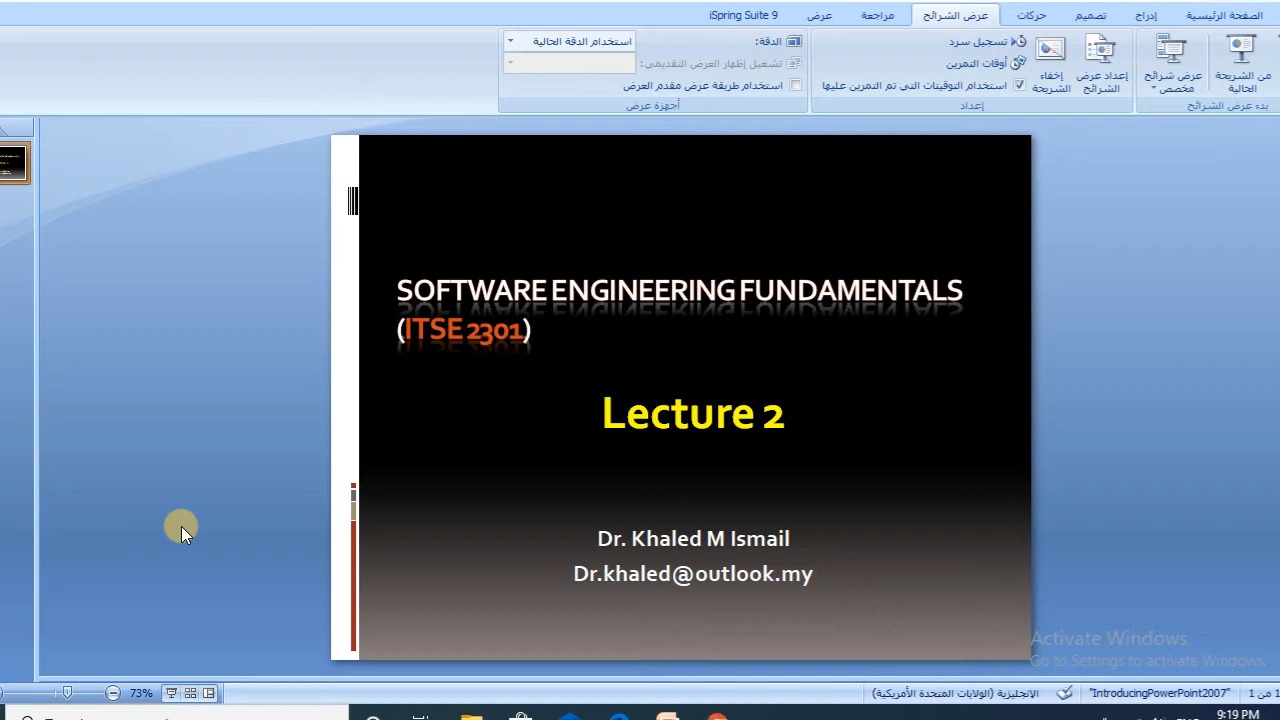 الصفحة الرئيسية
إدراج
تصميم
حركات
عرض الشرائح
مراجعة
عرض
iSpring Suite 9
من الشريحة الحالية
عرض شرائح مخصص
بدء عرض الشرائح
إعداد عرض الشرائح
إخفاء الشريحة
تسجيل سرد
أوقات التمرين
استخدام التوقيتات التي تم التمرين عليها
إعداد
الدقة:
استخدام الدقة الحالية
تشغيل إظهار العرض التقديمي:
استخدام طريقة عرض مقدم العرض
أجهزة عرض
SOFTWARE ENGINEERING FUNDAMENTALS
(ITSE 2301)
Lecture 2
Dr. Khaled M Ismail
Dr.khaled@outlook.my
Activate Windows
Go to Settings to activate Windows.
1 من 1
"IntroducingPowerPoint2007"
الإنجليزية (الولايات المتحدة الأمريكية)
73%
9:19 PM